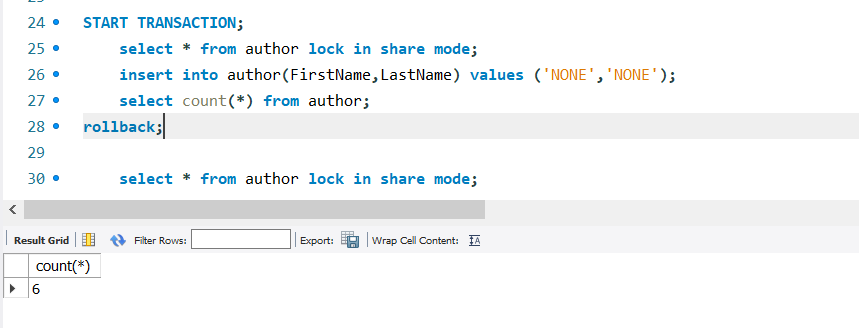 24 START TRANSACTION;
25 select * from author lock in share mode;
26 insert into author(FirstName,LastName) values ('NONE','NONE');
27 select count(*) from author;
28 rollback;
29
30 select * from author lock in share mode;
Result Grid Filter Rows: Export: Wrap Cell Content:
count(*)
6